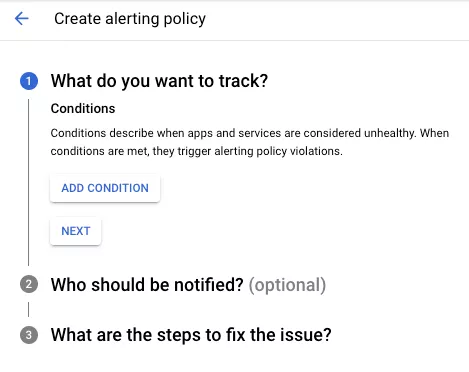 Create alerting policy
1 What do you want to track?
Conditions
Conditions describe when apps and services are considered unhealthy. When
conditions are met, they trigger alerting policy violations.
ADD CONDITION
NEXT
2 Who should be notified? (optional)
3 What are the steps to fix the issue?